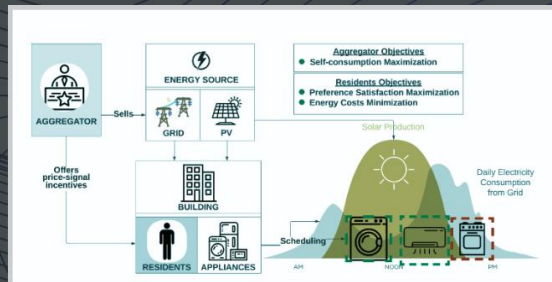 Aggregator Objectives
Self-consumption Maximization
Residents Objectives
Preference Satisfaction Maximization
Energy Costs Minimization
ENERGY SOURCE
AGGREGATOR
Sells
GRID
PV
Solar Production
Offers
price-signal
incentives
BUILDING
Daily Electricity
Consumption
from Grid
Scheduling
RESIDENTS
APPLIANCES
AM
NOON
PM